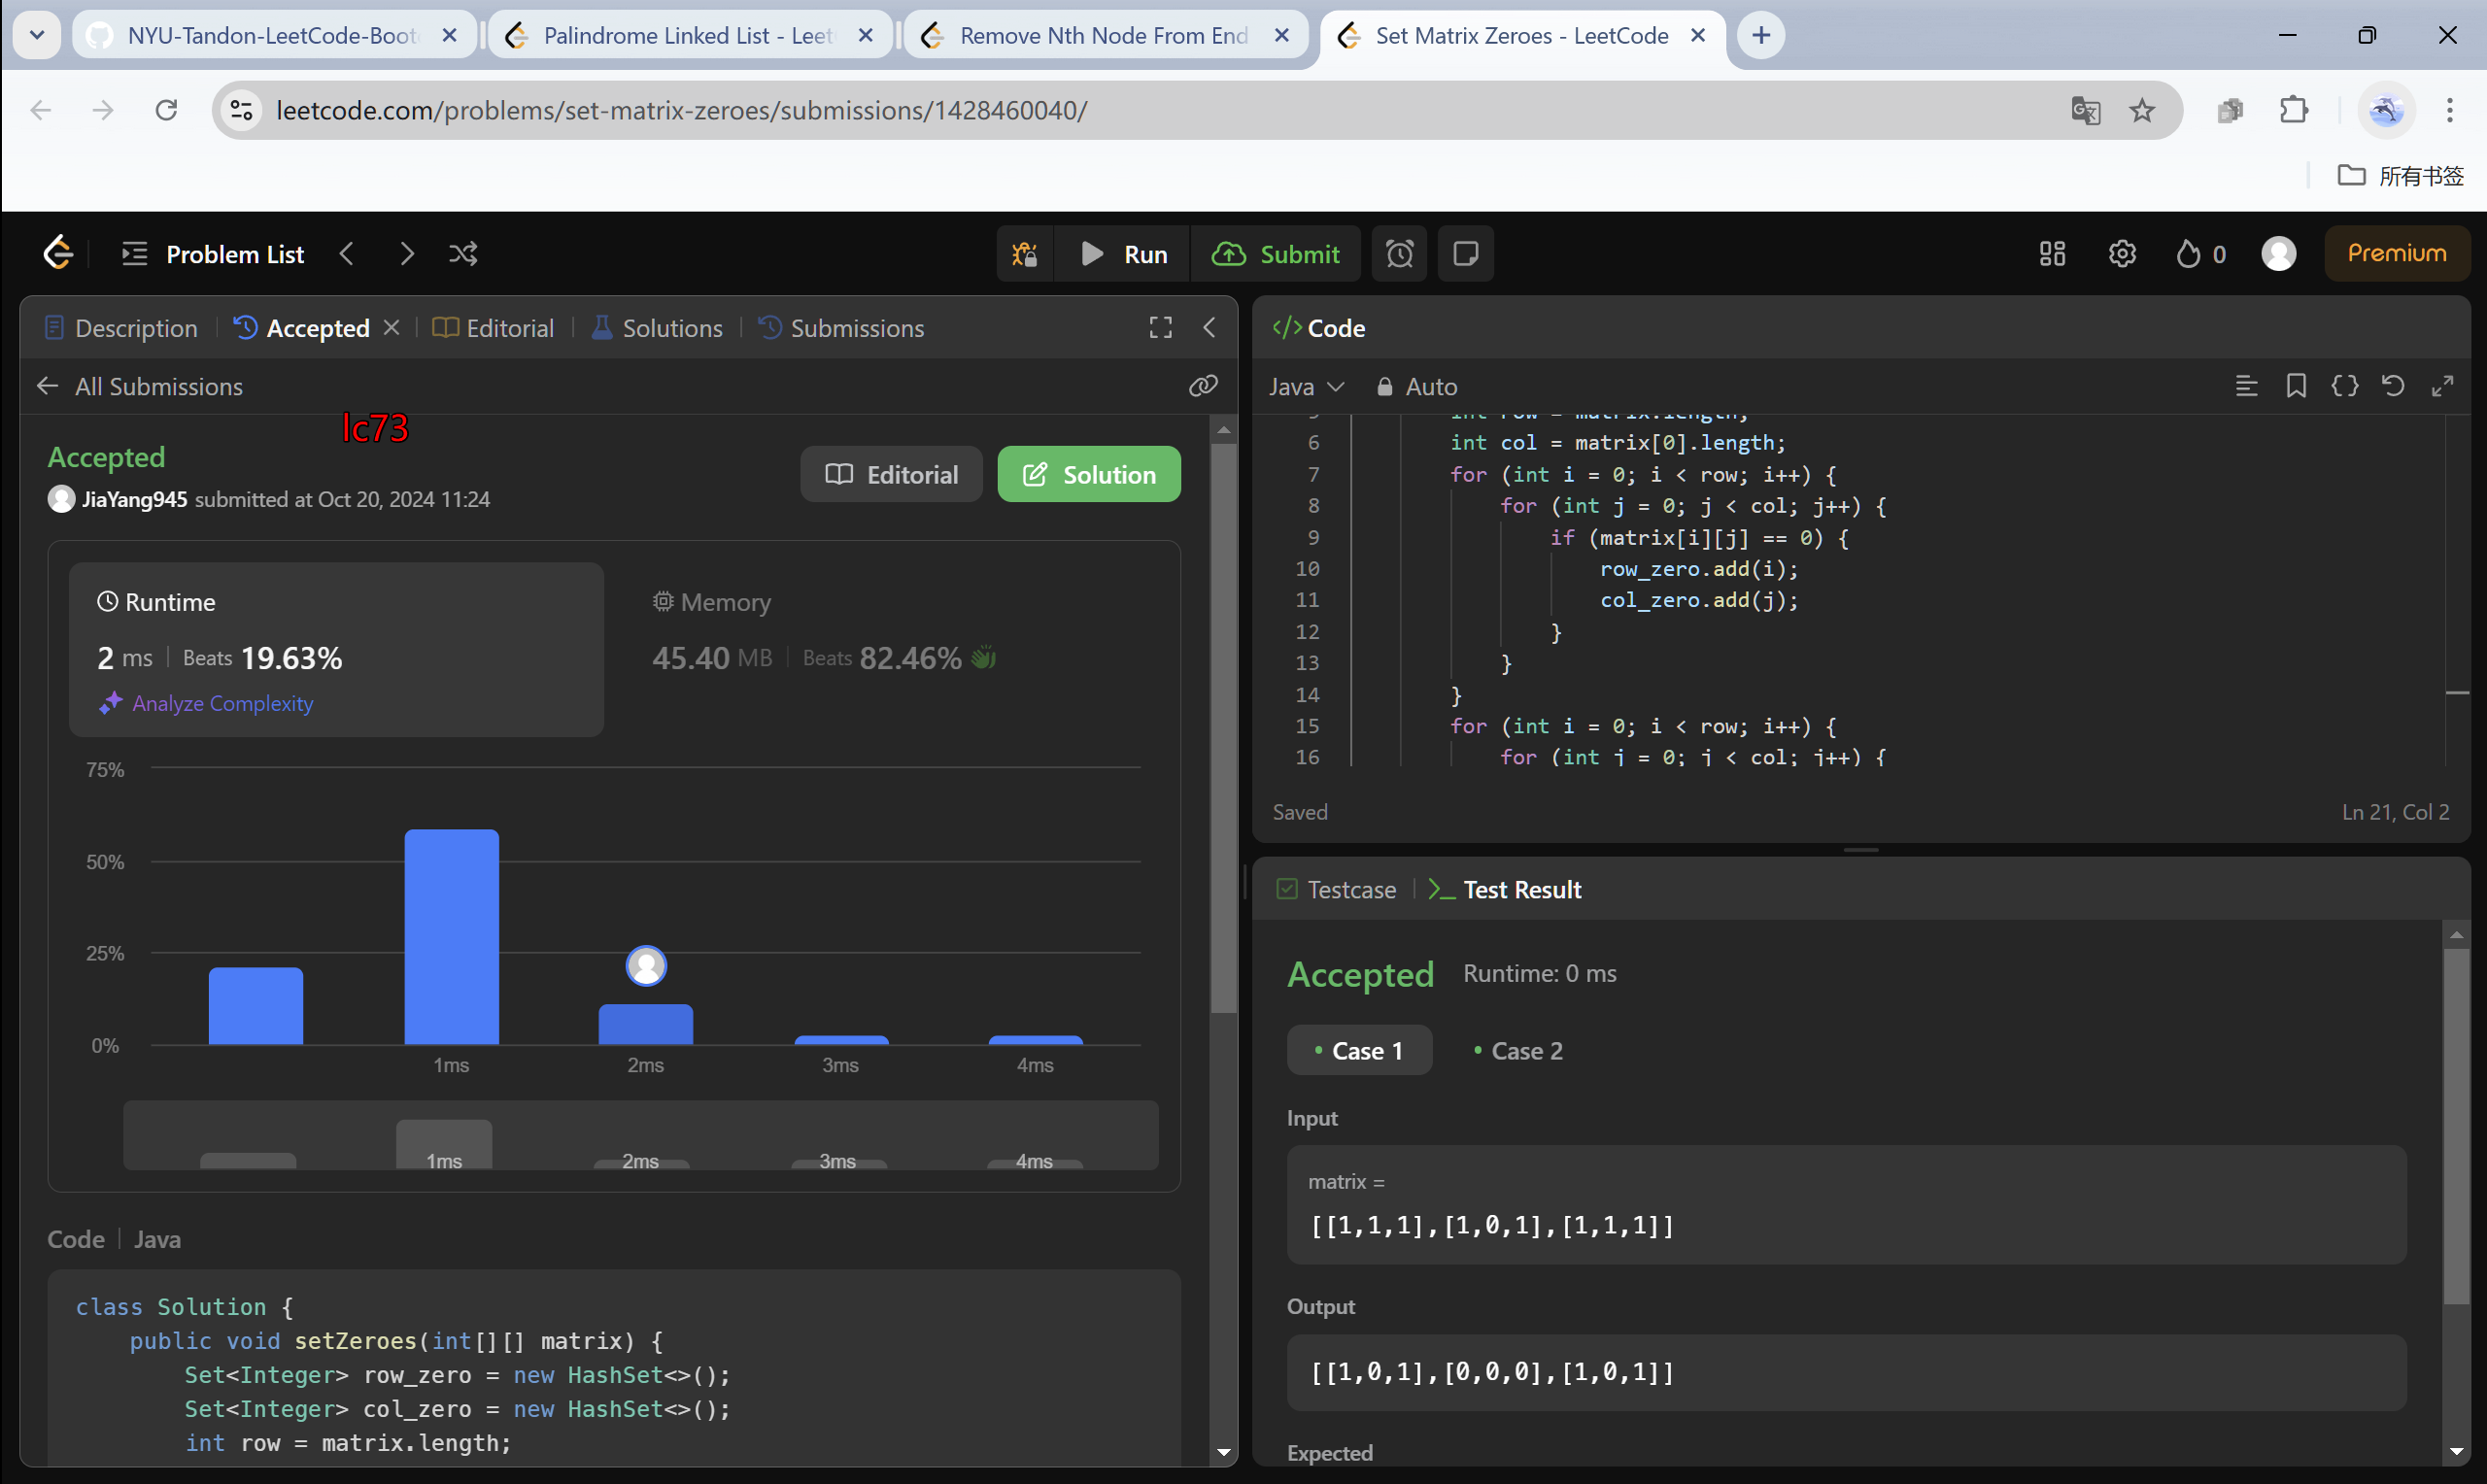 NYU-Tandon-LeetCode-Boot
Palindrome Linked List - Leet
Remove Nth Node From End
Set Matrix Zeroes - LeetCode
leetcode.com/problems/set-matrix-zeroes/submissions/1428460040/
所有书签
Problem List
Run
Submit
0
Premium
Description
Accepted
Editorial
Solutions
Submissions
All Submissions
lc73
Accepted
JiaYang945 submitted at Oct 20, 2024 11:24
Editorial
Solution
Runtime
2 ms | Beats 19.63%
Analyze Complexity
Memory
45.40 MB | Beats 82.46%
75%
50%
25%
0%
1ms 2ms 3ms 4ms
1ms 2ms 3ms 4ms
Code | Java
class Solution {
    public void setZeroes(int[][] matrix) {
        Set<Integer> row_zero = new HashSet<>();
        Set<Integer> col_zero = new HashSet<>();
        int row = matrix.length;
</> Code
Java
Auto
5 int row = matrix.length;
6 int col = matrix[0].length;
7 for (int i = 0; i < row; i++) {
8     for (int j = 0; j < col; j++) {
9         if (matrix[i][j] == 0) {
10             row_zero.add(i);
11             col_zero.add(j);
12         }
13     }
14 }
15 for (int i = 0; i < row; i++) {
16     for (int j = 0; j < col; j++) {
Saved
Ln 21, Col 2
Testcase
Test Result
Accepted Runtime: 0 ms
• Case 1
• Case 2
Input
matrix =
[[1,1,1],[1,0,1],[1,1,1]]
Output
[[1,0,1],[0,0,0],[1,0,1]]
Expected